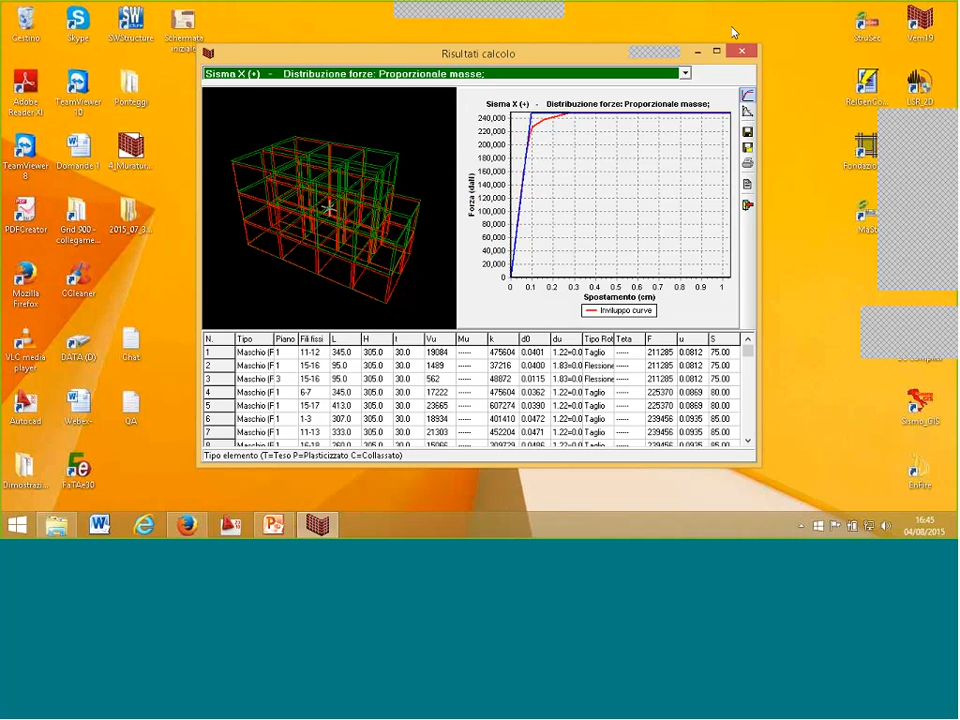 Cestino
Skype
SWStructure
Schermata
iniziale
StruSec
Vem19
Adobe
Reader XI
TeamViewer
10
Ponteggi
RelGenGo...
LSR_2D
TeamViewer
8
Domande 1
4_Muratur...
Fondazio
PDFCreator
Grid 900 -
collegame...
2015_07_3...
MaSt
Mozilla
Firefox
CCleaner
VLC media
player
DATA (D)
Chat
Autocad
Webex-
QA
Sismo_GIS
Dimostrazi...
FaTAe30
EnFire
Risultati calcolo
Sisma X (+) - Distribuzione forze: Proporzionale masse;
Sisma X (+) - Distribuzione forze: Proporzionale masse;
240,000
220,000
200,000
180,000
160,000
140,000
120,000
100,000
80,000
60,000
40,000
20,000
0
Forza (daN)
0 0.1 0.2 0.3 0.4 0.5 0.6 0.7 0.8 0.9 1
Spostamento (cm)
Inviluppo curve
N. Tipo Piano Fili fissi L H t Vu Mu k d0 du Tipo Rot Teta F u S
1 Maschio (F 1 11-12 345.0 305.0 30.0 19084 ----- 475604 0.0401 1.22=0.0 Taglio ----- 211285 0.0812 75.00
2 Maschio (F 1 15-16 95.0 305.0 30.0 1489 ----- 37216 0.0400 1.83=0.0 Flessione ----- 211285 0.0812 75.00
3 Maschio (F 3 15-16 95.0 305.0 30.0 562 ----- 48872 0.0115 1.83=0.0 Flessione ----- 211285 0.0812 75.00
4 Maschio (F 1 6-7 345.0 305.0 30.0 17222 ----- 475604 0.0362 1.22=0.0 Taglio ----- 225370 0.0869 80.00
5 Maschio (F 1 15-17 413.0 305.0 30.0 23665 ----- 607274 0.0390 1.22=0.0 Taglio ----- 225370 0.0869 80.00
6 Maschio (F 1 1-3 307.0 305.0 30.0 18934 ----- 401410 0.0472 1.22=0.0 Taglio ----- 239456 0.0935 85.00
7 Maschio (F 1 11-13 333.0 305.0 30.0 21303 ----- 452204 0.0471 1.22=0.0 Taglio ----- 239456 0.0935 85.00
Tipo elemento (T=Teso P=Plasticizzato C=Collassato)
16:45
04/08/2015